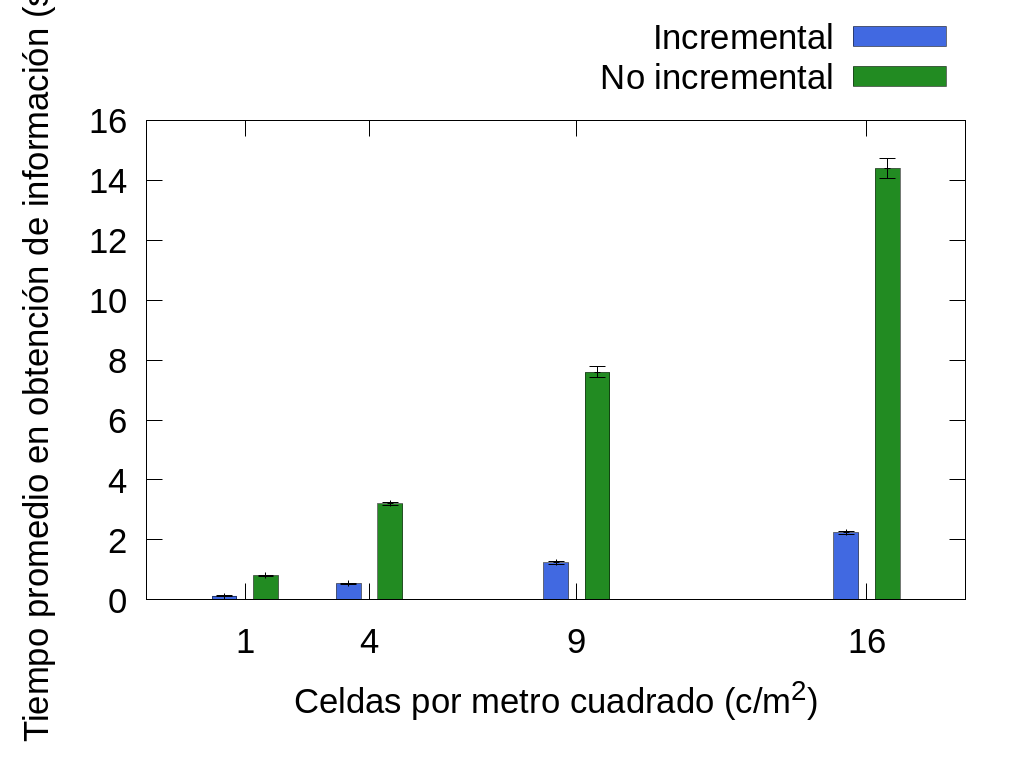 Incremental
No incremental
Tiempo promedio en obtención de información (
16
14
12
10
8
6
4
2
0
1 4 9 16
Celdas por metro cuadrado (c/m²)